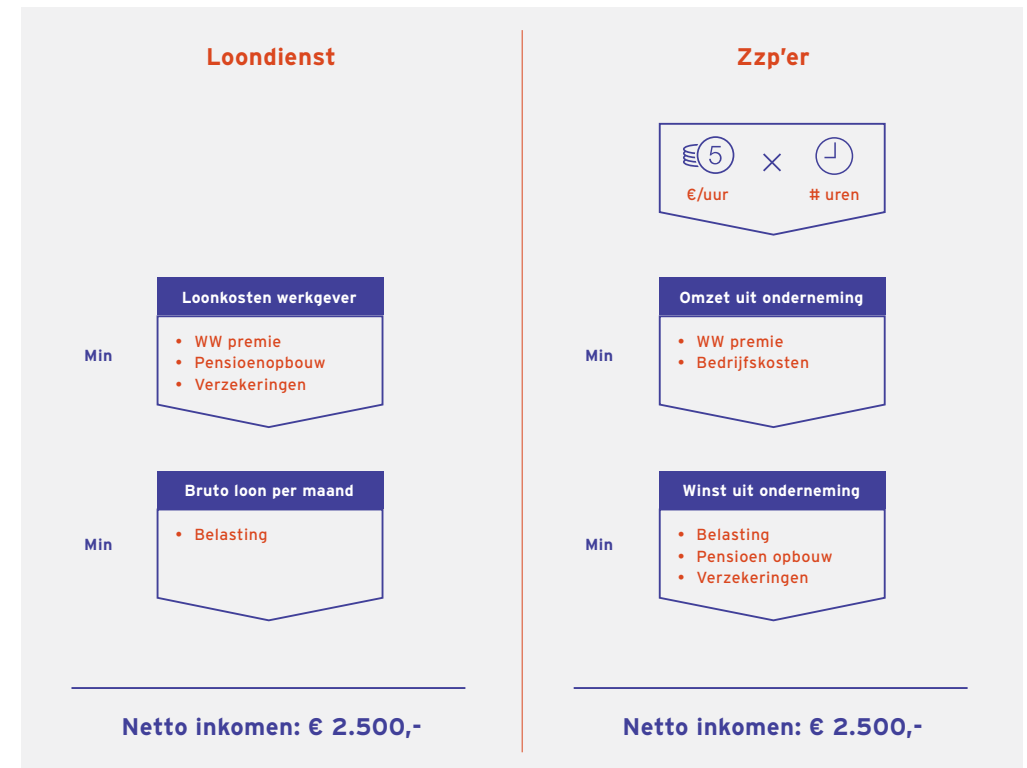 Loondienst
Min
Loonkosten werkgever
• WW premie
• Pensioenopbouw
• Verzekeringen
Min
Bruto loon per maand
• Belasting
Netto inkomen: € 2.500,-
Zzp'er
5
€/uur
# uren
Min
Omzet uit onderneming
• WW premie
• Bedrijfskosten
Min
Winst uit onderneming
• Belasting
• Pensioen opbouw
• Verzekeringen
Netto inkomen: € 2.500,-